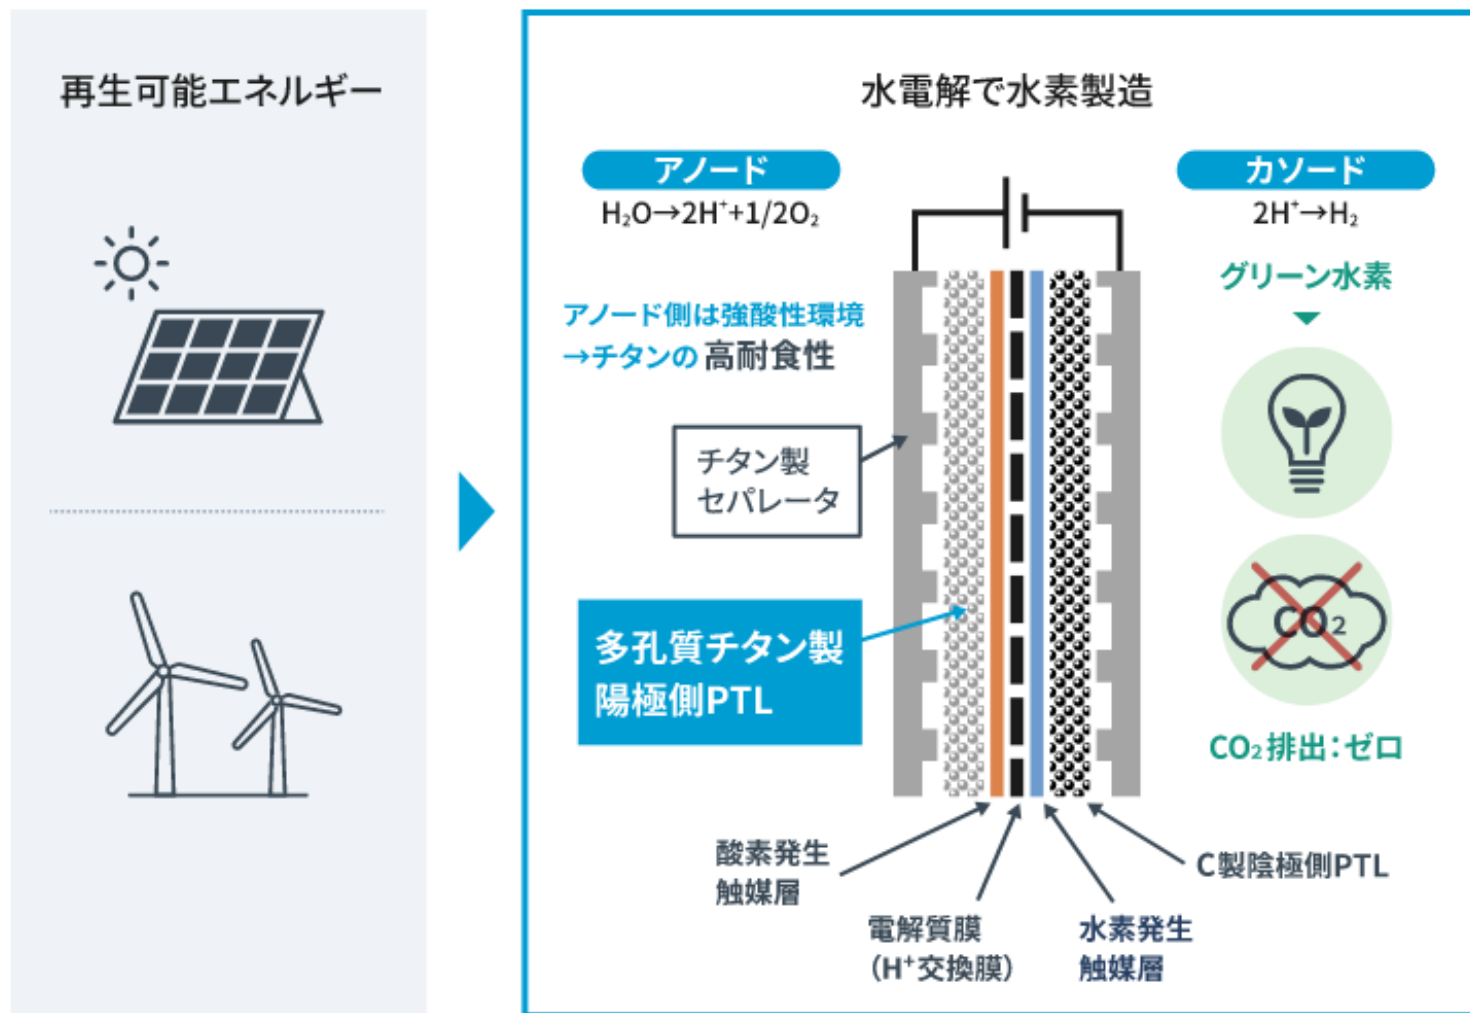 再生可能エネルギー
水電解で水素製造
アノード
H₂O→2H⁺+1/2O₂
カソード
2H⁺→H₂
アノード側は強酸性環境
→チタンの 高耐食性
グリーン水素
チタン製
セパレータ
多孔質チタン製
陽極側PTL
CO₂
CO₂排出：ゼロ
酸素発生
触媒層
電解質膜
（H⁺交換膜）
水素発生
触媒層
C製陰極側PTL